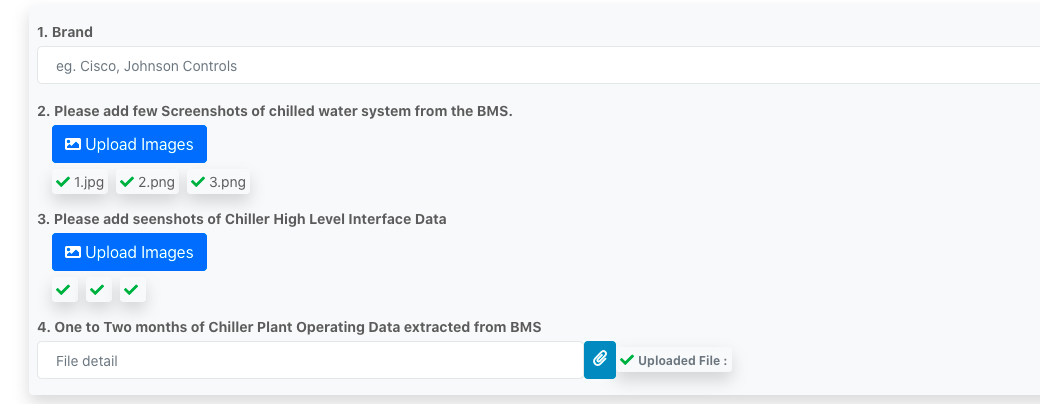 1. Brand
eg. Cisco, Johnson Controls
2. Please add few Screenshots of chilled water system from the BMS.
Upload Images
1.jpg 2.png 3.png
3. Please add seenshots of Chiller High Level Interface Data
Upload Images
4. One to Two months of Chiller Plant Operating Data extracted from BMS
File detail Uploaded File :